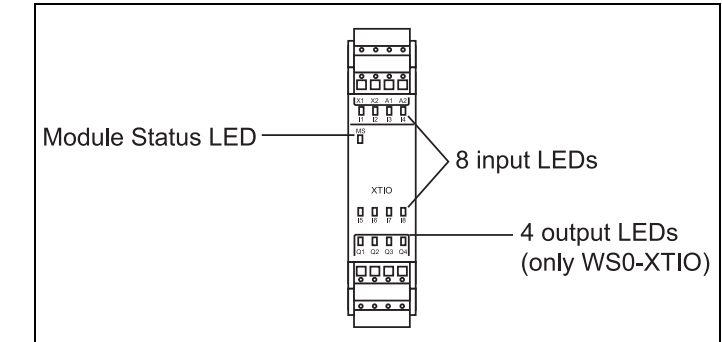 X1 X2 A1 A2
I1 I2 I3 I4
Module Status LED
MS
8 input LEDs
XTIO
I5 I6 I7 I8
4 output LEDs
(only WS0-XTIO)
Q1 Q2 Q3 Q4